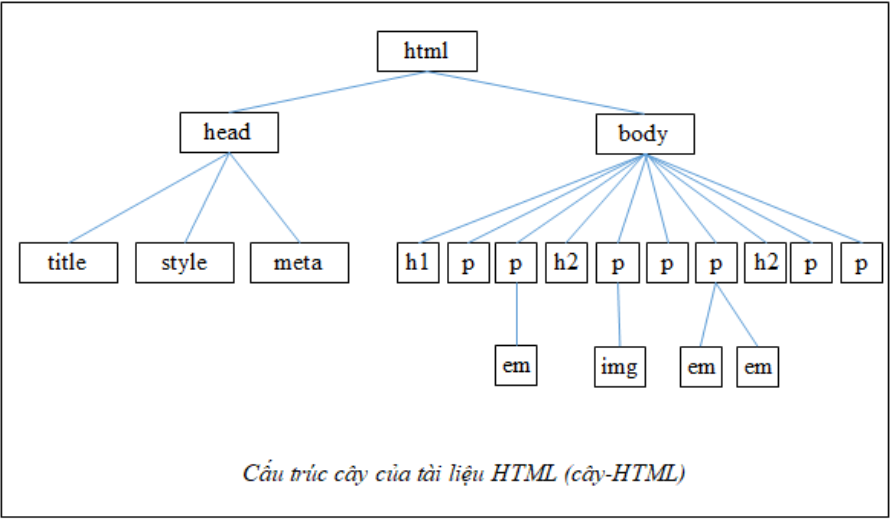 html
head body
title style meta h1 p p h2 p p p h2 p p
em img em em
Cấu trúc cây của tài liệu HTML (cây-HTML)